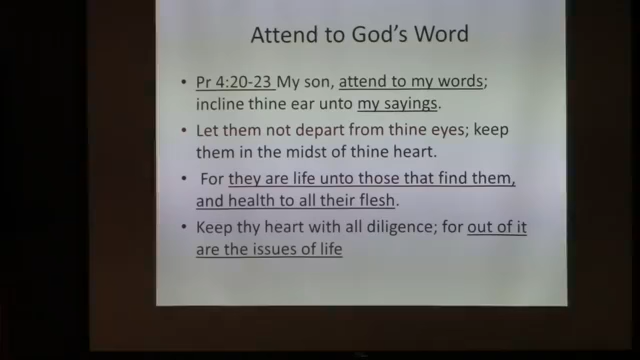 Attend to God's Word
• Pr 4:20-23 My son, attend to my words;
incline thine ear unto my sayings.
• Let them not depart from thine eyes; keep
them in the midst of thine heart.
• For they are life unto those that find them,
and health to all their flesh.
• Keep thy heart with all diligence; for out of it
are the issues of life